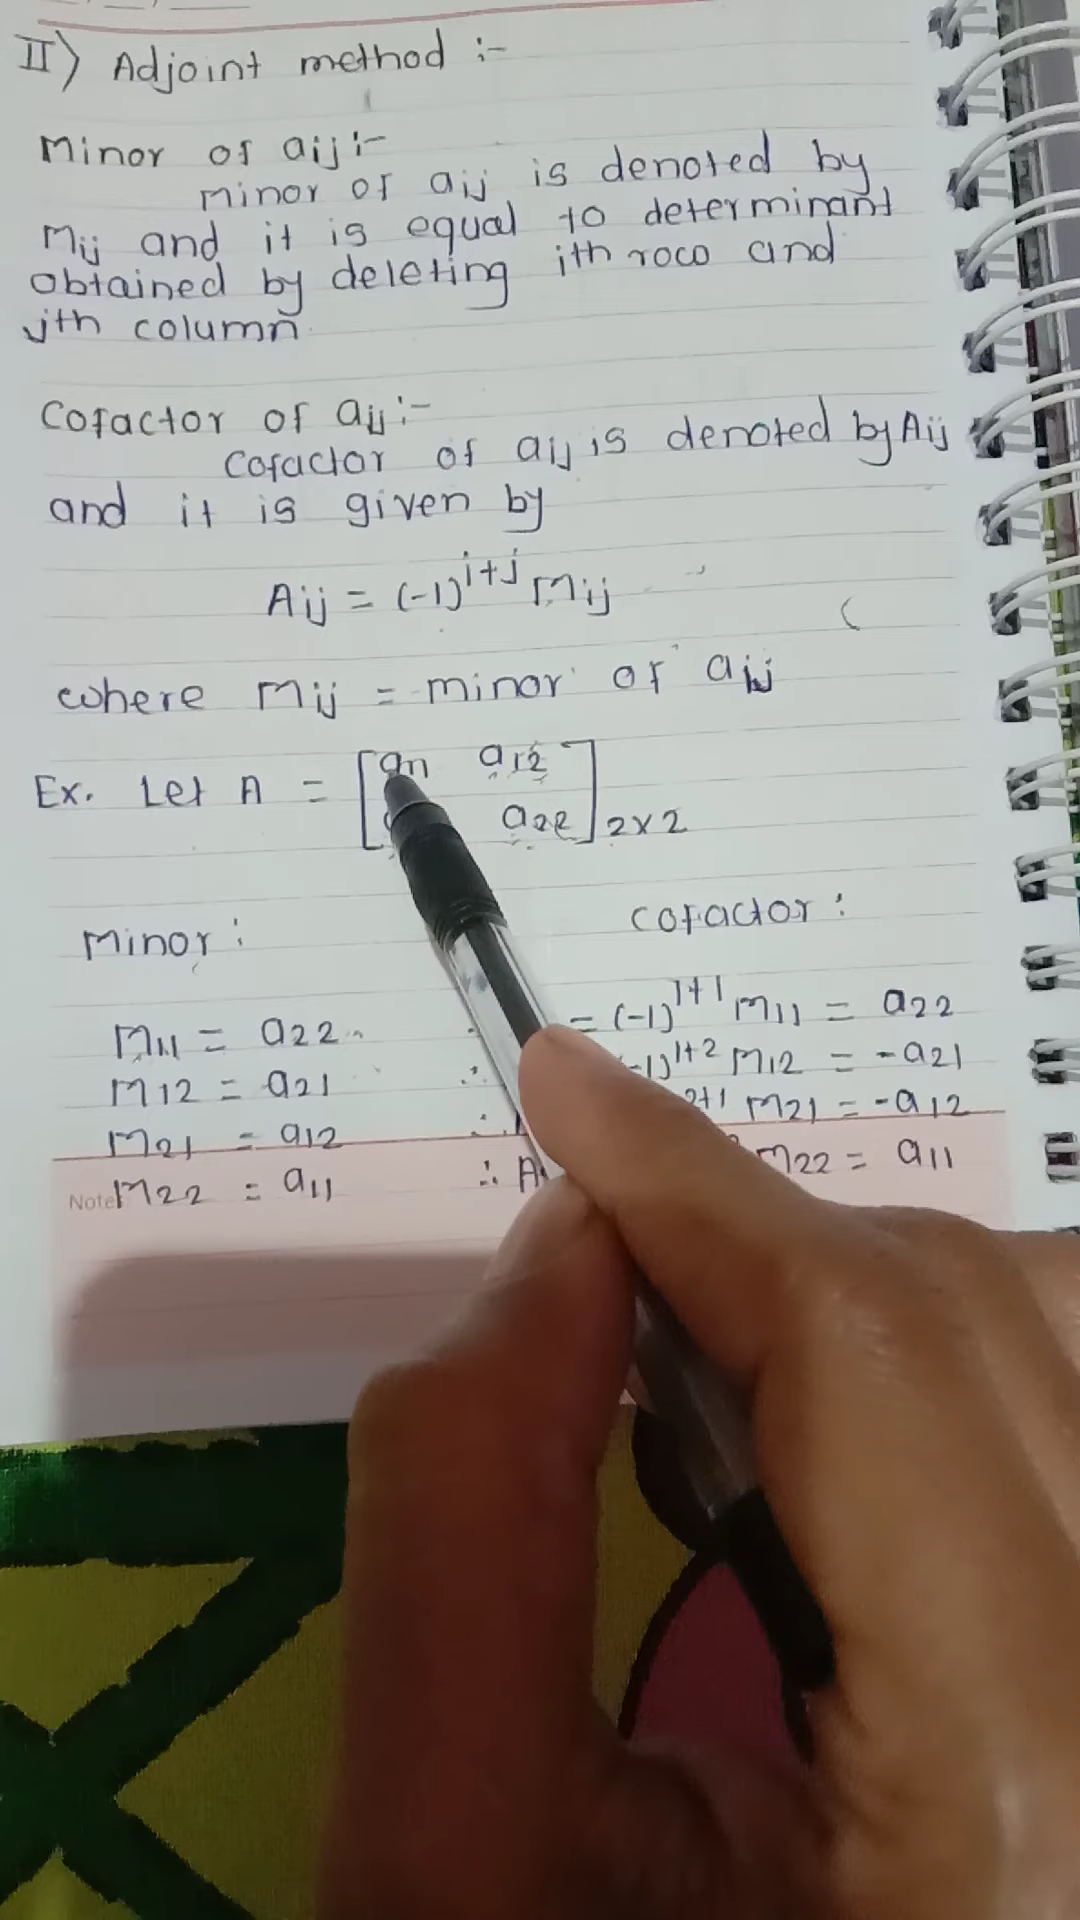 II) Adjoint method :-
Minor of aij :-
Minor of aij is denoted by
Mij and it is equal to determinant
obtained by deleting ith row and
jth column
Cofactor of aij :-
Cofactor of aij is denoted by Aij
and it is given by
Aij = (-1)^i+j Mij
where Mij = minor of aij
Ex. Let A = [a11 a12
a22] 2x2
Minor :
Cofactor :
M11 = a22
= (-1)^1+1 M11 = a22
M12 = a21
∴ -1)^1+2 M12 = -a21
M21 = a12
∴ 2+1 M21 = -a12
Note M22 = a11
∴ A M22 = a11